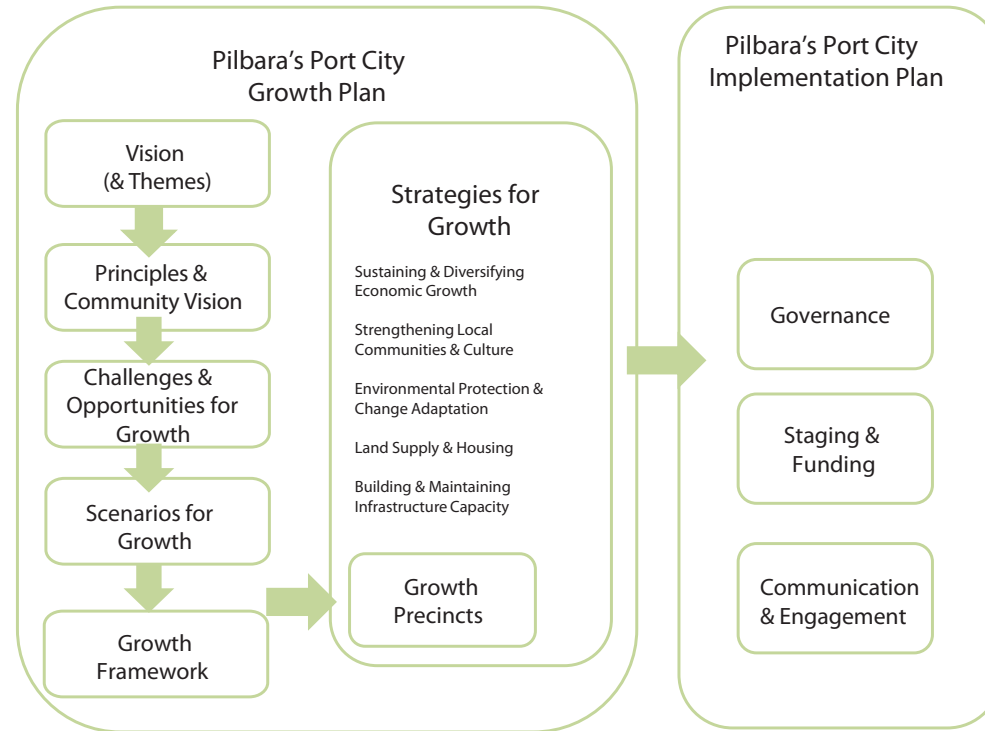 Pilbara's Port City
Growth Plan
Vision
(& Themes)
Principles &
Community Vision
Challenges &
Opportunities for
Growth
Scenarios for
Growth
Growth
Framework
Strategies for
Growth
Sustaining & Diversifying
Economic Growth
Strengthening Local
Communities & Culture
Environmental Protection &
Change Adaptation
Land Supply & Housing
Building & Maintaining
Infrastructure Capacity
Growth
Precincts
Pilbara's Port City
Implementation Plan
Governance
Staging &
Funding
Communication
& Engagement